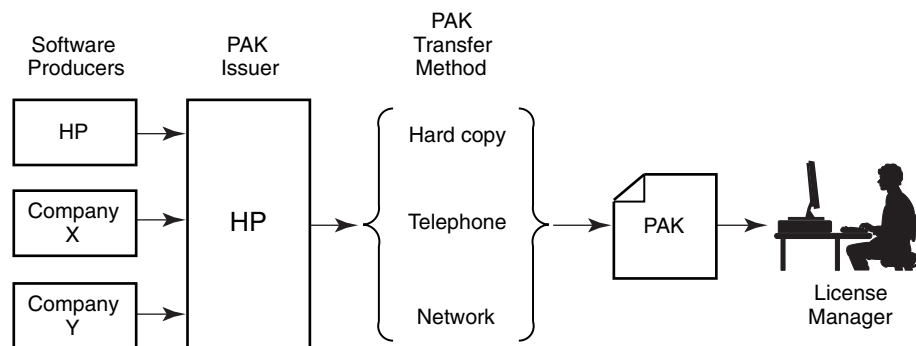 Software
Producers
PAK
Issuer
PAK
Transfer
Method
HP
Company
X
Company
Y
HP
Hard copy
Telephone
Network
PAK
License
Manager